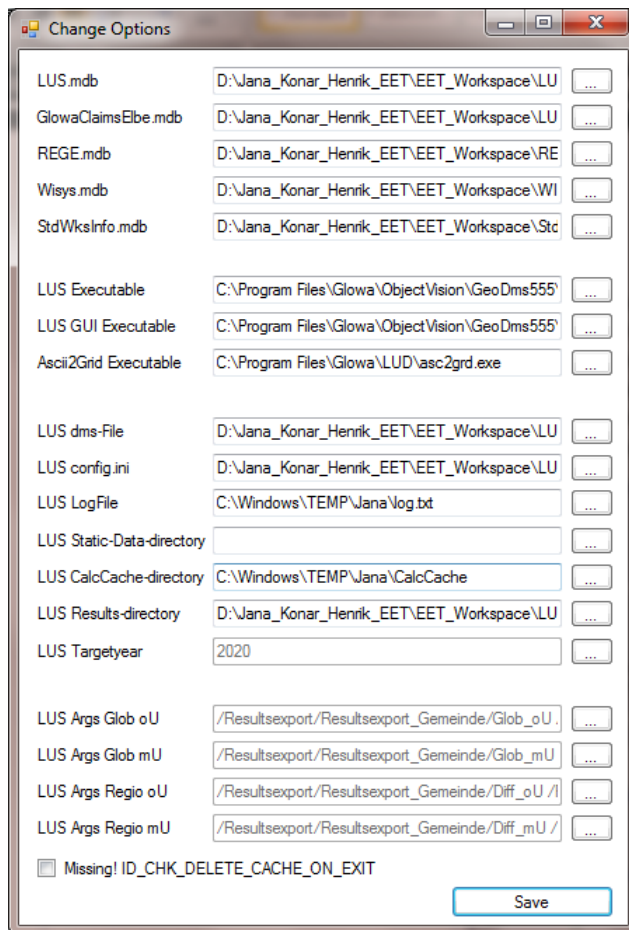 Change Options
LUS.mdb D:\Jana_Konar_Henrik_EET\EET_Workspace\LU ...
GlowaClaimsElbe.mdb D:\Jana_Konar_Henrik_EET\EET_Workspace\LU ...
REGE.mdb D:\Jana_Konar_Henrik_EET\EET_Workspace\RE ...
Wisys.mdb D:\Jana_Konar_Henrik_EET\EET_Workspace\WI ...
StdWksInfo.mdb D:\Jana_Konar_Henrik_EET\EET_Workspace\Std ...
LUS Executable C:\Program Files\Glowa\ObjectVision\GeoDms555\ ...
LUS GUI Executable C:\Program Files\Glowa\ObjectVision\GeoDms555\ ...
Ascii2Grid Executable C:\Program Files\Glowa\LUD\asc2grd.exe ...
LUS dms-File D:\Jana_Konar_Henrik_EET\EET_Workspace\LU ...
LUS config.ini D:\Jana_Konar_Henrik_EET\EET_Workspace\LU ...
LUS LogFile C:\Windows\TEMP\Jana\log.txt ...
LUS Static-Data-directory ...
LUS CalcCache-directory C:\Windows\TEMP\Jana\CalcCache ...
LUS Results-directory D:\Jana_Konar_Henrik_EET\EET_Workspace\LU ...
LUS Targetyear 2020 ...
LUS Args Glob oU /Resultsexport/Resultsexport_Gemeinde/Glob_oU ...
LUS Args Glob mU /Resultsexport/Resultsexport_Gemeinde/Glob_mU ...
LUS Args Regio oU /Resultsexport/Resultsexport_Gemeinde/Diff_oU / ...
LUS Args Regio mU /Resultsexport/Resultsexport_Gemeinde/Diff_mU / ...
Missing! ID_CHK_DELETE_CACHE_ON_EXIT
Save